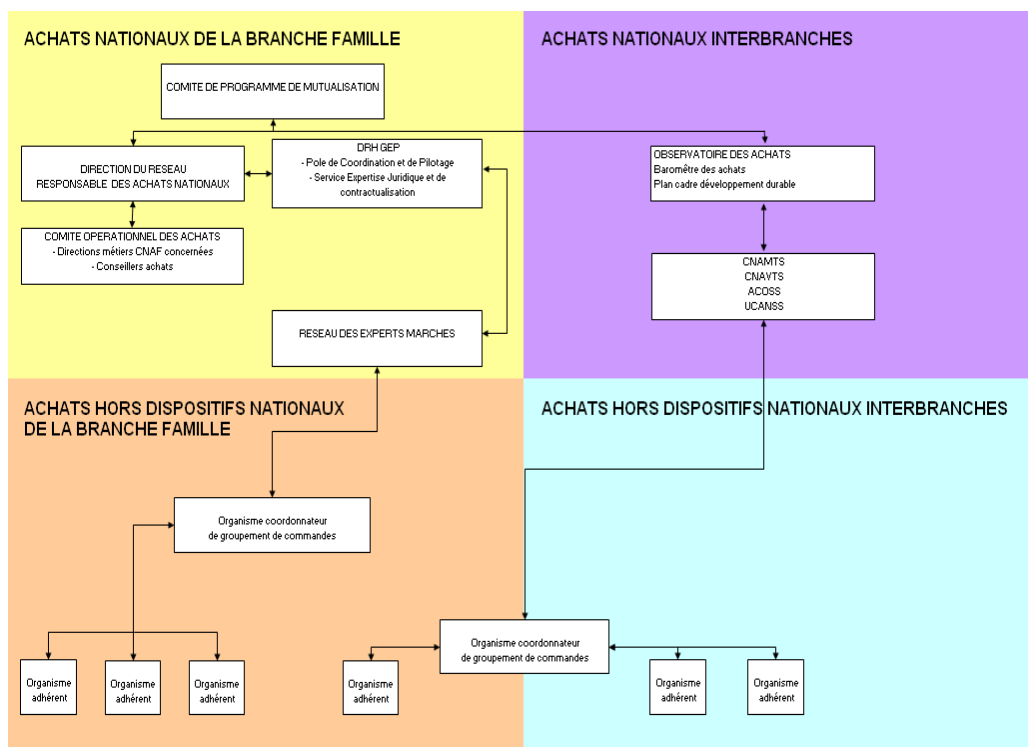 ACHATS NATIONAUX DE LA BRANCHE FAMILLE
COMITE DE PROGRAMME DE MUTUALISATION
DIRECTION DU RESEAU
RESPONSABLE DES ACHATS NATIONAUX
DRH GEP
- Pole de Coordination et de Pilotage
- Service Expertise Juridique et de
contractualisation
COMITE OPERATIONNEL DES ACHATS
- Directions métiers CNAF concernées
- Conseillers achats
RESEAU DES EXPERTS MARCHES
ACHATS NATIONAUX INTERBRANCHES
OBSERVATOIRE DES ACHATS
Baromètre des achats
Plan cadre développement durable
CNAMTS
CNAVTS
ACOSS
UCANSS
ACHATS HORS DISPOSITIFS NATIONAUX
DE LA BRANCHE FAMILLE
Organisme coordonnateur
de groupement de commandes
Organisme
adhérent
Organisme
adhérent
Organisme
adhérent
ACHATS HORS DISPOSITIFS NATIONAUX INTERBRANCHES
Organisme coordonnateur
de groupement de commandes
Organisme
adhérent
Organisme
adhérent
Organisme
adhérent